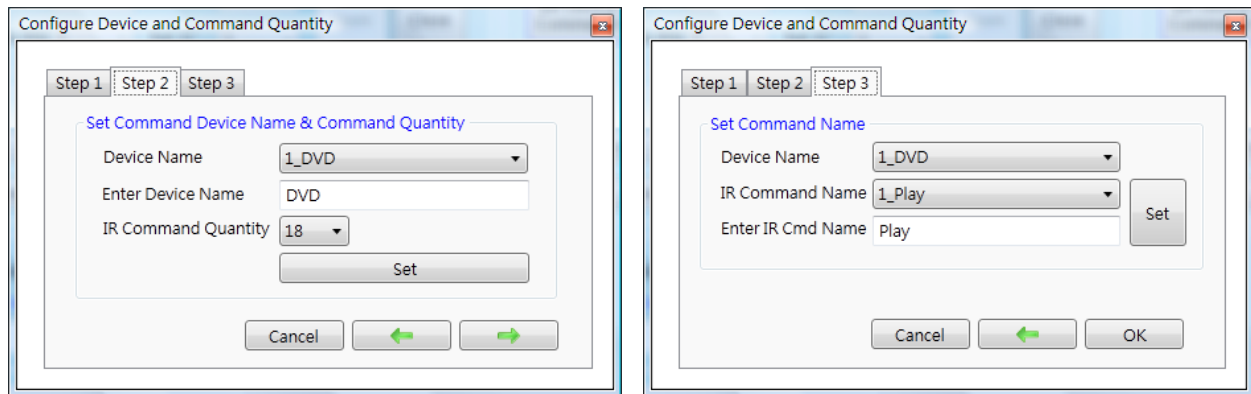 Configure Device and Command Quantity
Step 1 Step 2 Step 3
Set Command Device Name & Command Quantity
Device Name 1_DVD
Enter Device Name DVD
IR Command Quantity 18
Set
Cancel
Configure Device and Command Quantity
Step 1 Step 2 Step 3
Set Command Name
Device Name 1_DVD
IR Command Name 1_Play
Set
Enter IR Cmd Name Play
Cancel OK